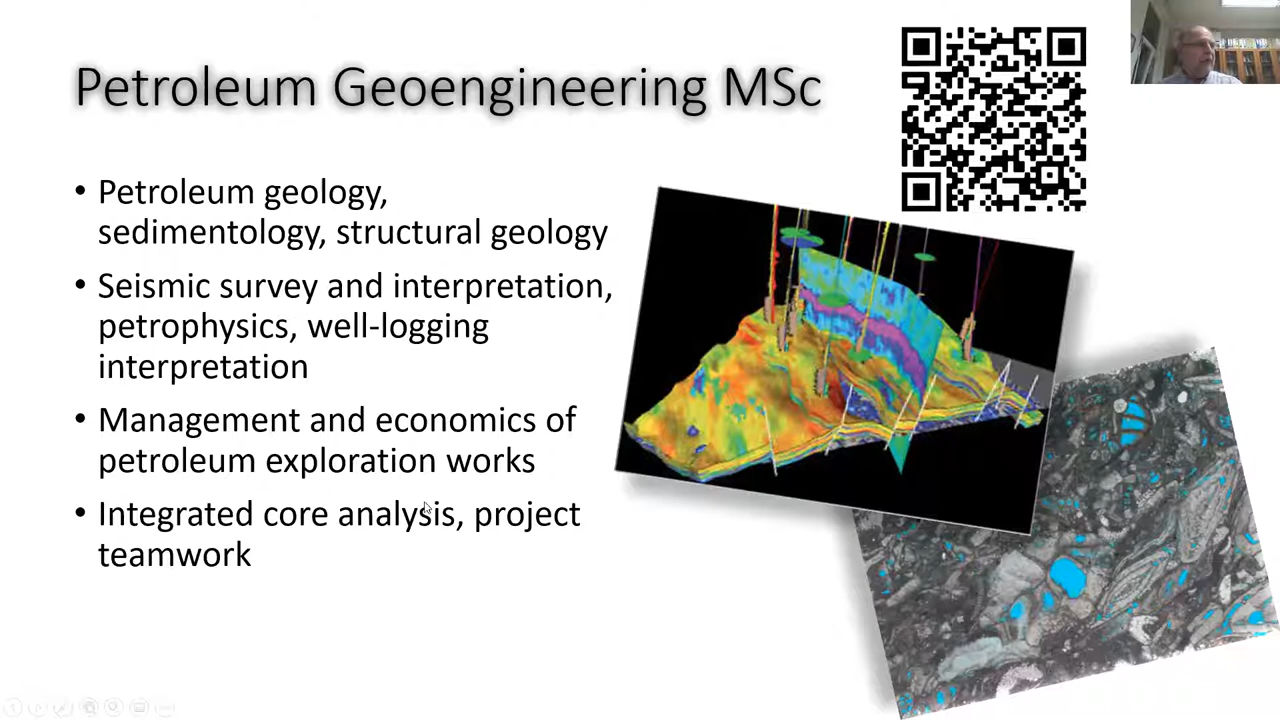 Petroleum Geoengineering MSc
• Petroleum geology,
sedimentology, structural geology
• Seismic survey and interpretation,
petrophysics, well-logging
interpretation
• Management and economics of
petroleum exploration works
• Integrated core analysis, project
teamwork